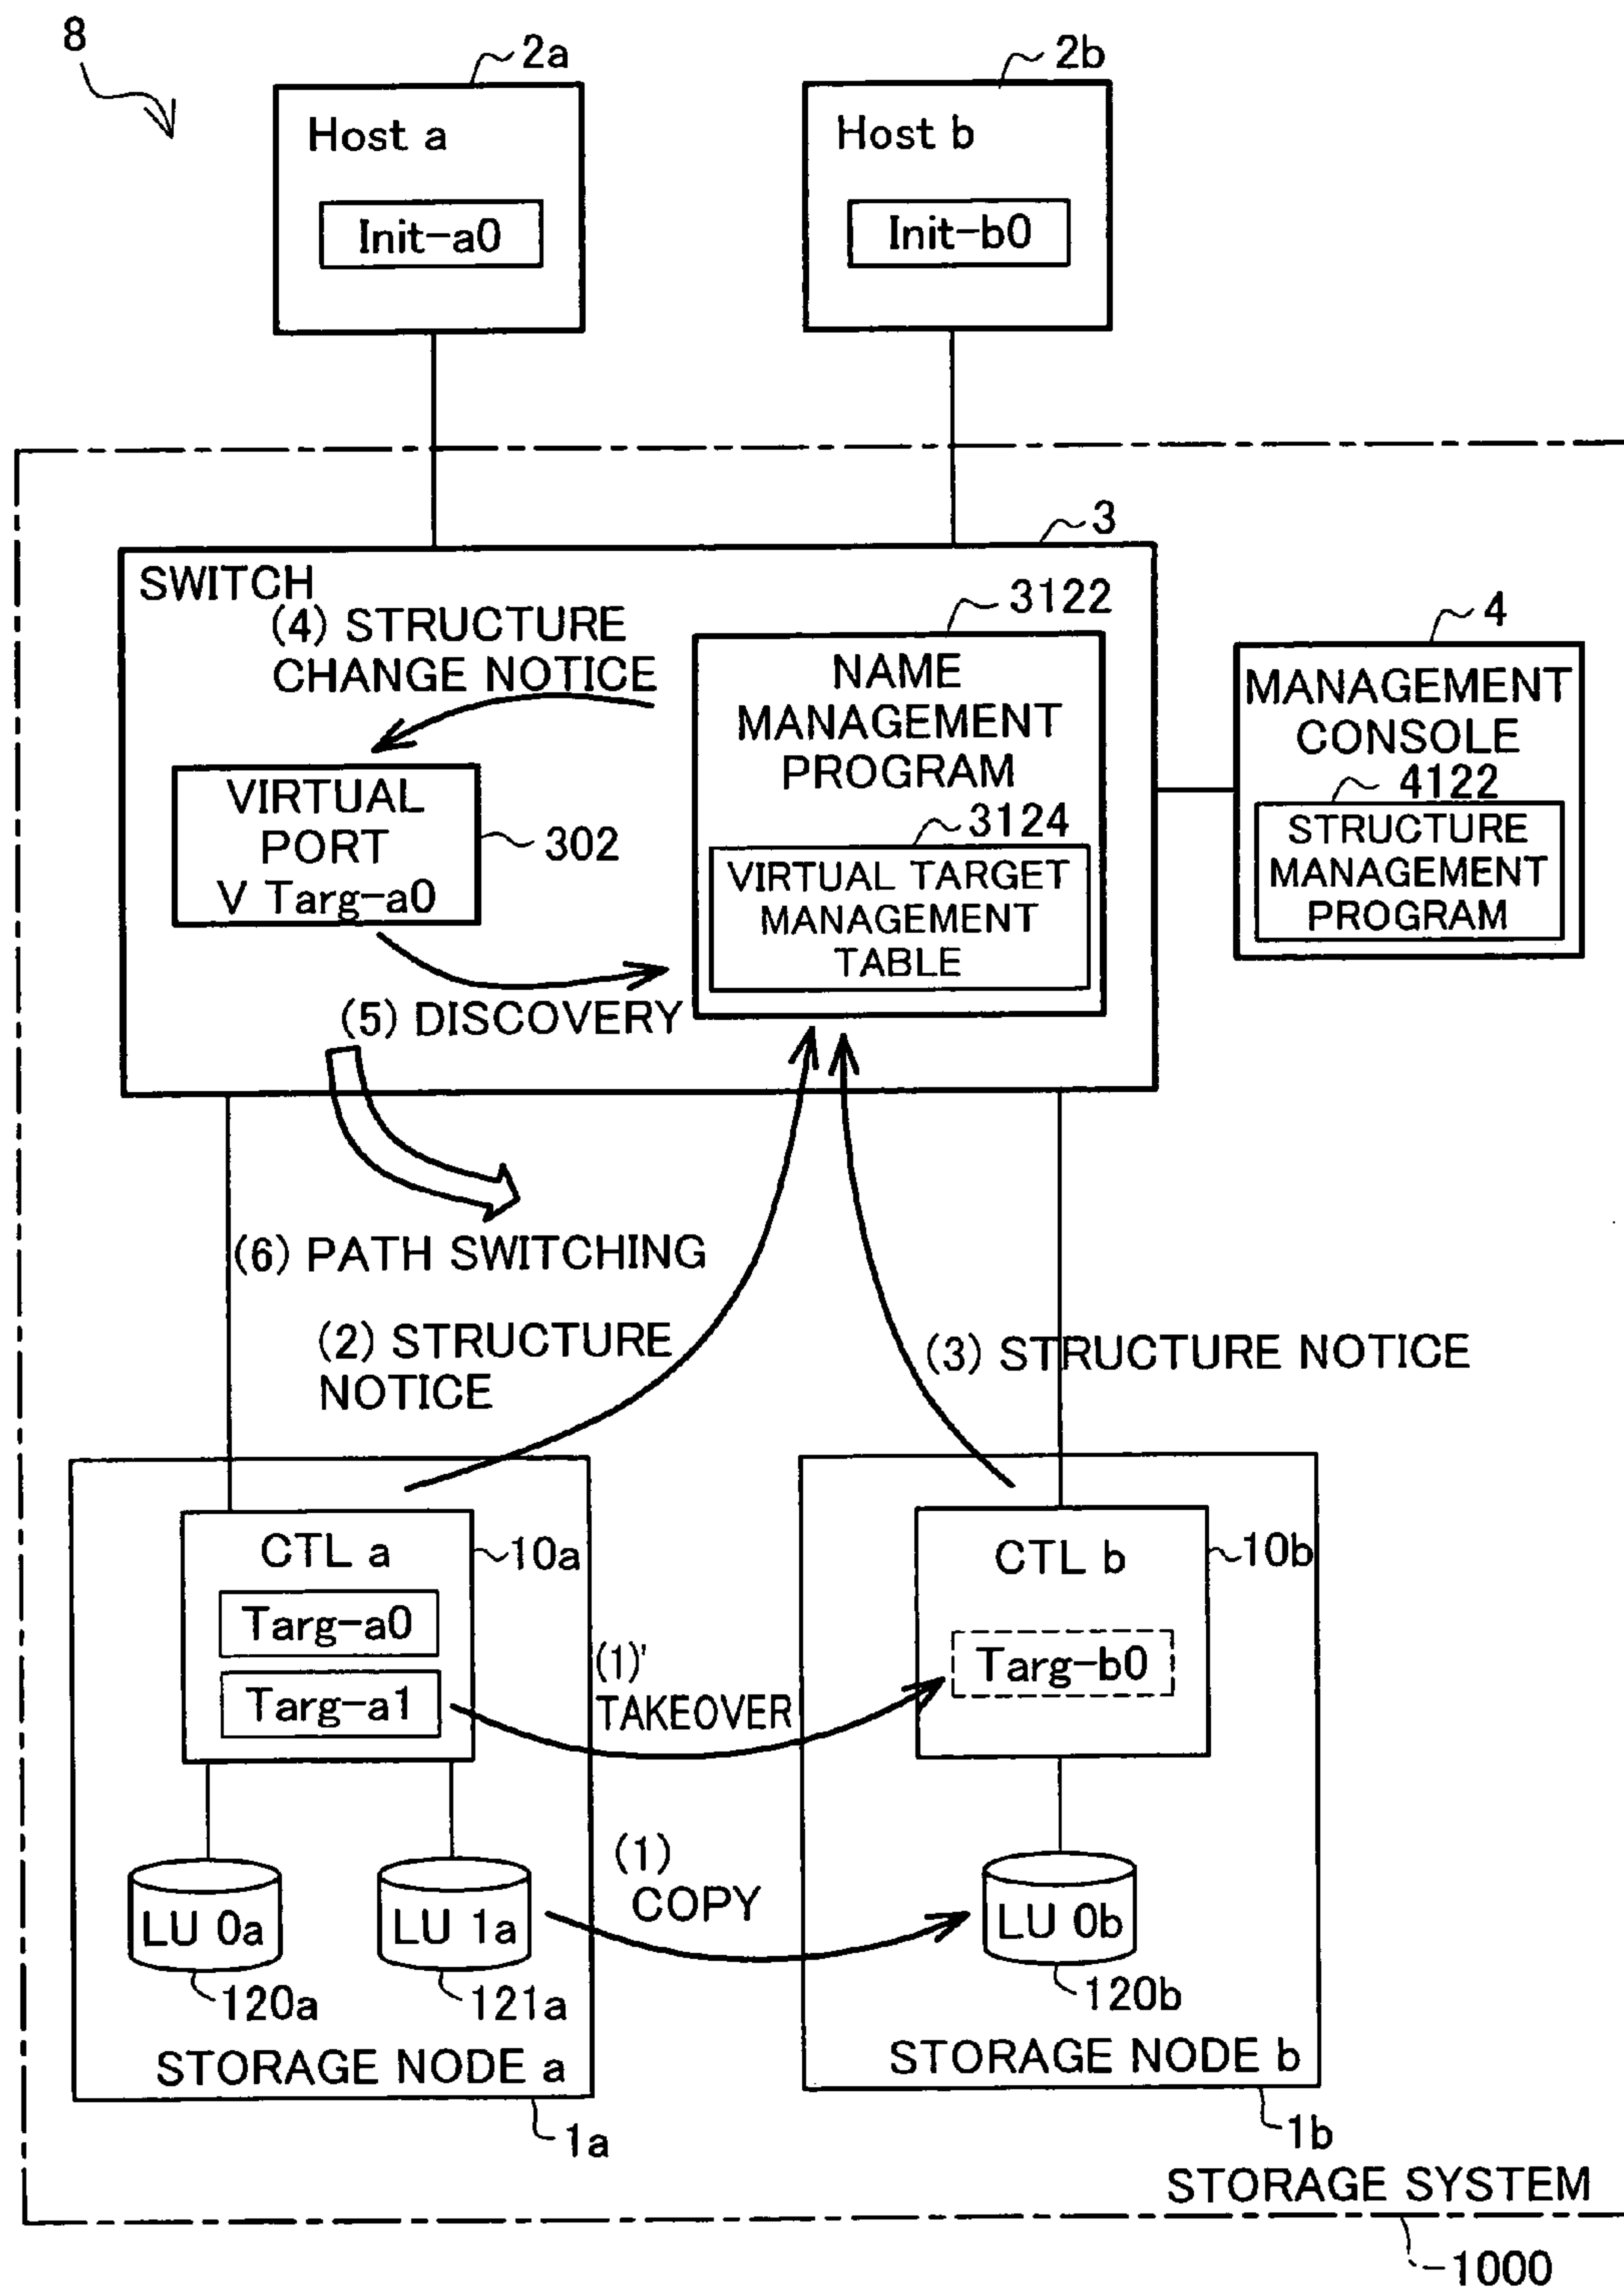 8
2a
2b
Host a
Init-a0
Host b
Init-b0
3
SWITCH
(4) STRUCTURE
CHANGE NOTICE
3122
NAME
MANAGEMENT
PROGRAM
3124
VIRTUAL TARGET
MANAGEMENT
TABLE
VIRTUAL
PORT
V Targ-a0
302
(5) DISCOVERY
4
MANAGEMENT
CONSOLE
4122
STRUCTURE
MANAGEMENT
PROGRAM
(6) PATH SWITCHING
(2) STRUCTURE
NOTICE
(3) STRUCTURE NOTICE
CTL a
10a
Targ-a0
Targ-a1
(1)'
TAKEOVER
CTL b
10b
Targ-b0
LU 0a
120a
LU 1a
121a
(1)
COPY
LU 0b
120b
STORAGE NODE a
1a
STORAGE NODE b
1b
STORAGE SYSTEM
1000